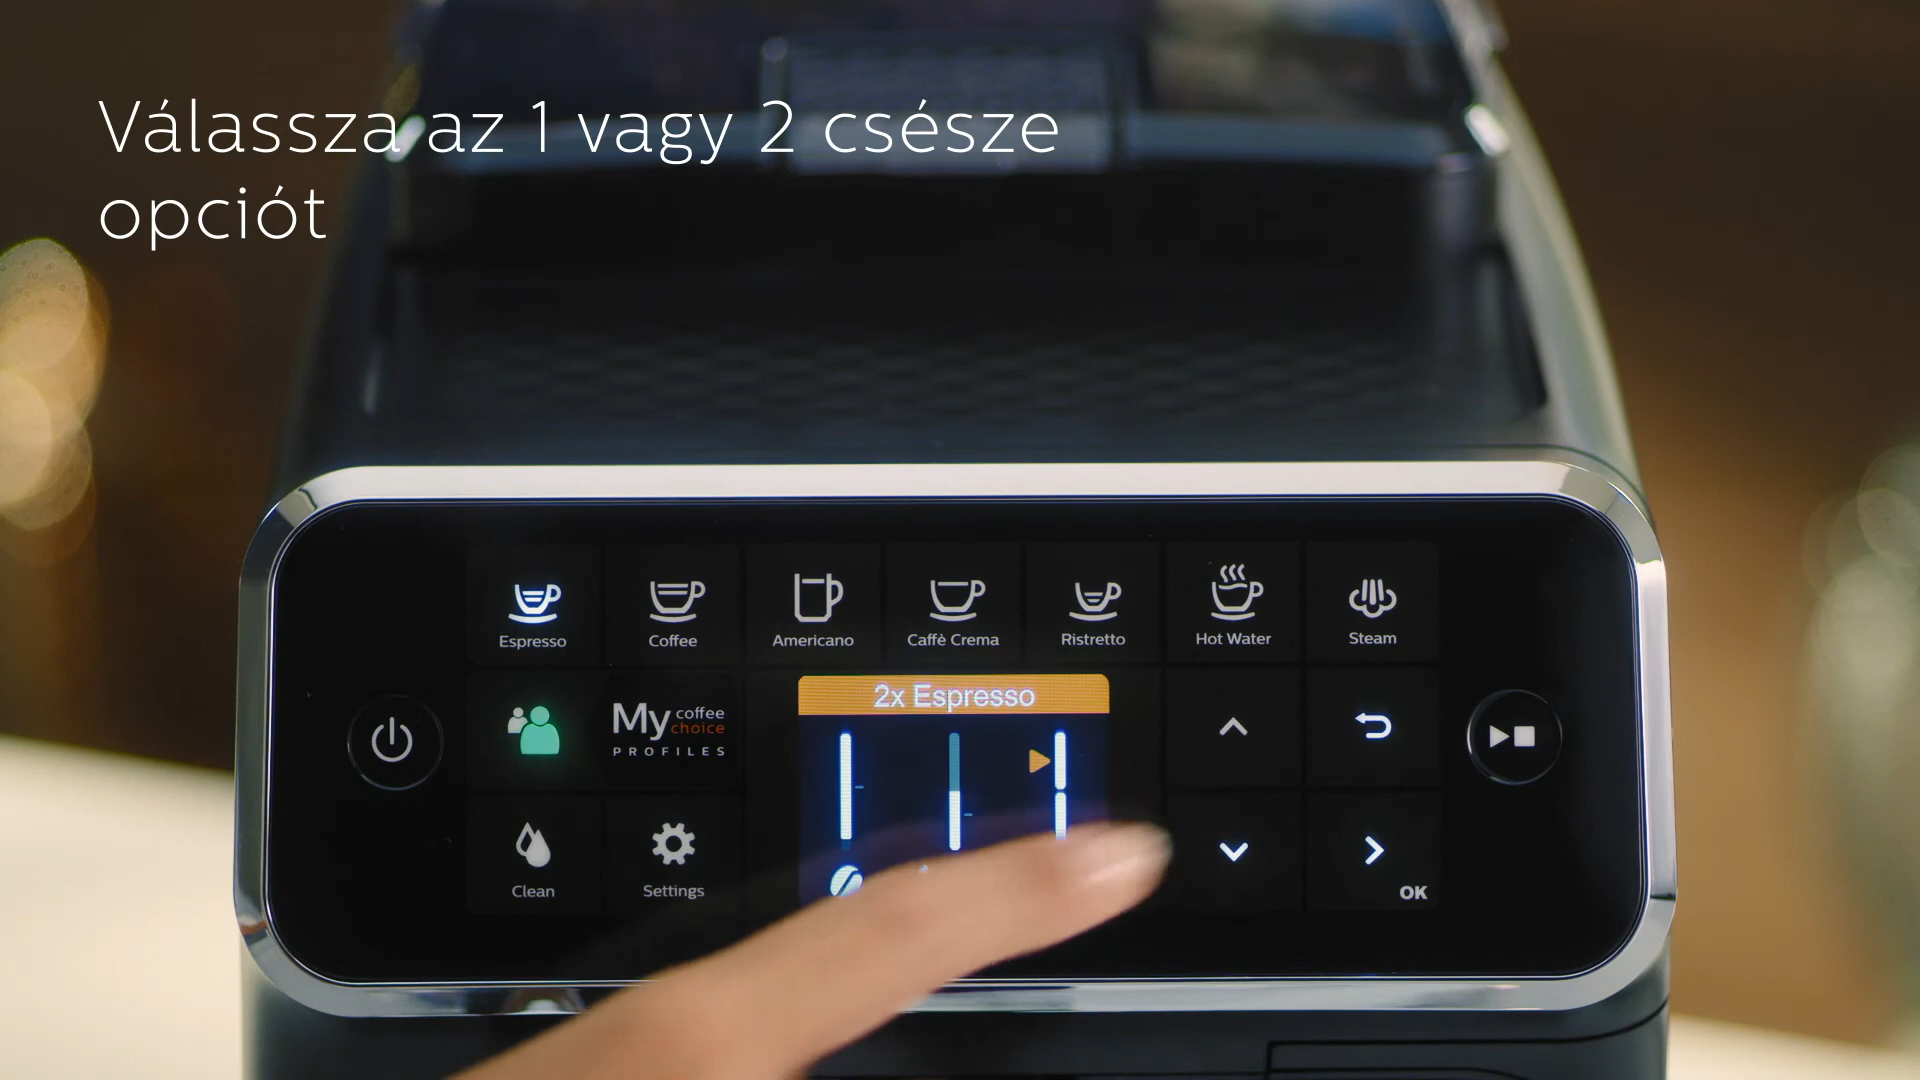 Válassza az 1 vagy 2 csésze
opciót
Espresso
Coffee
Americano
Caffè Crema
Ristretto
Hot Water
Steam
My coffee choice
PROFILES
2x Espresso
Clean
Settings
OK